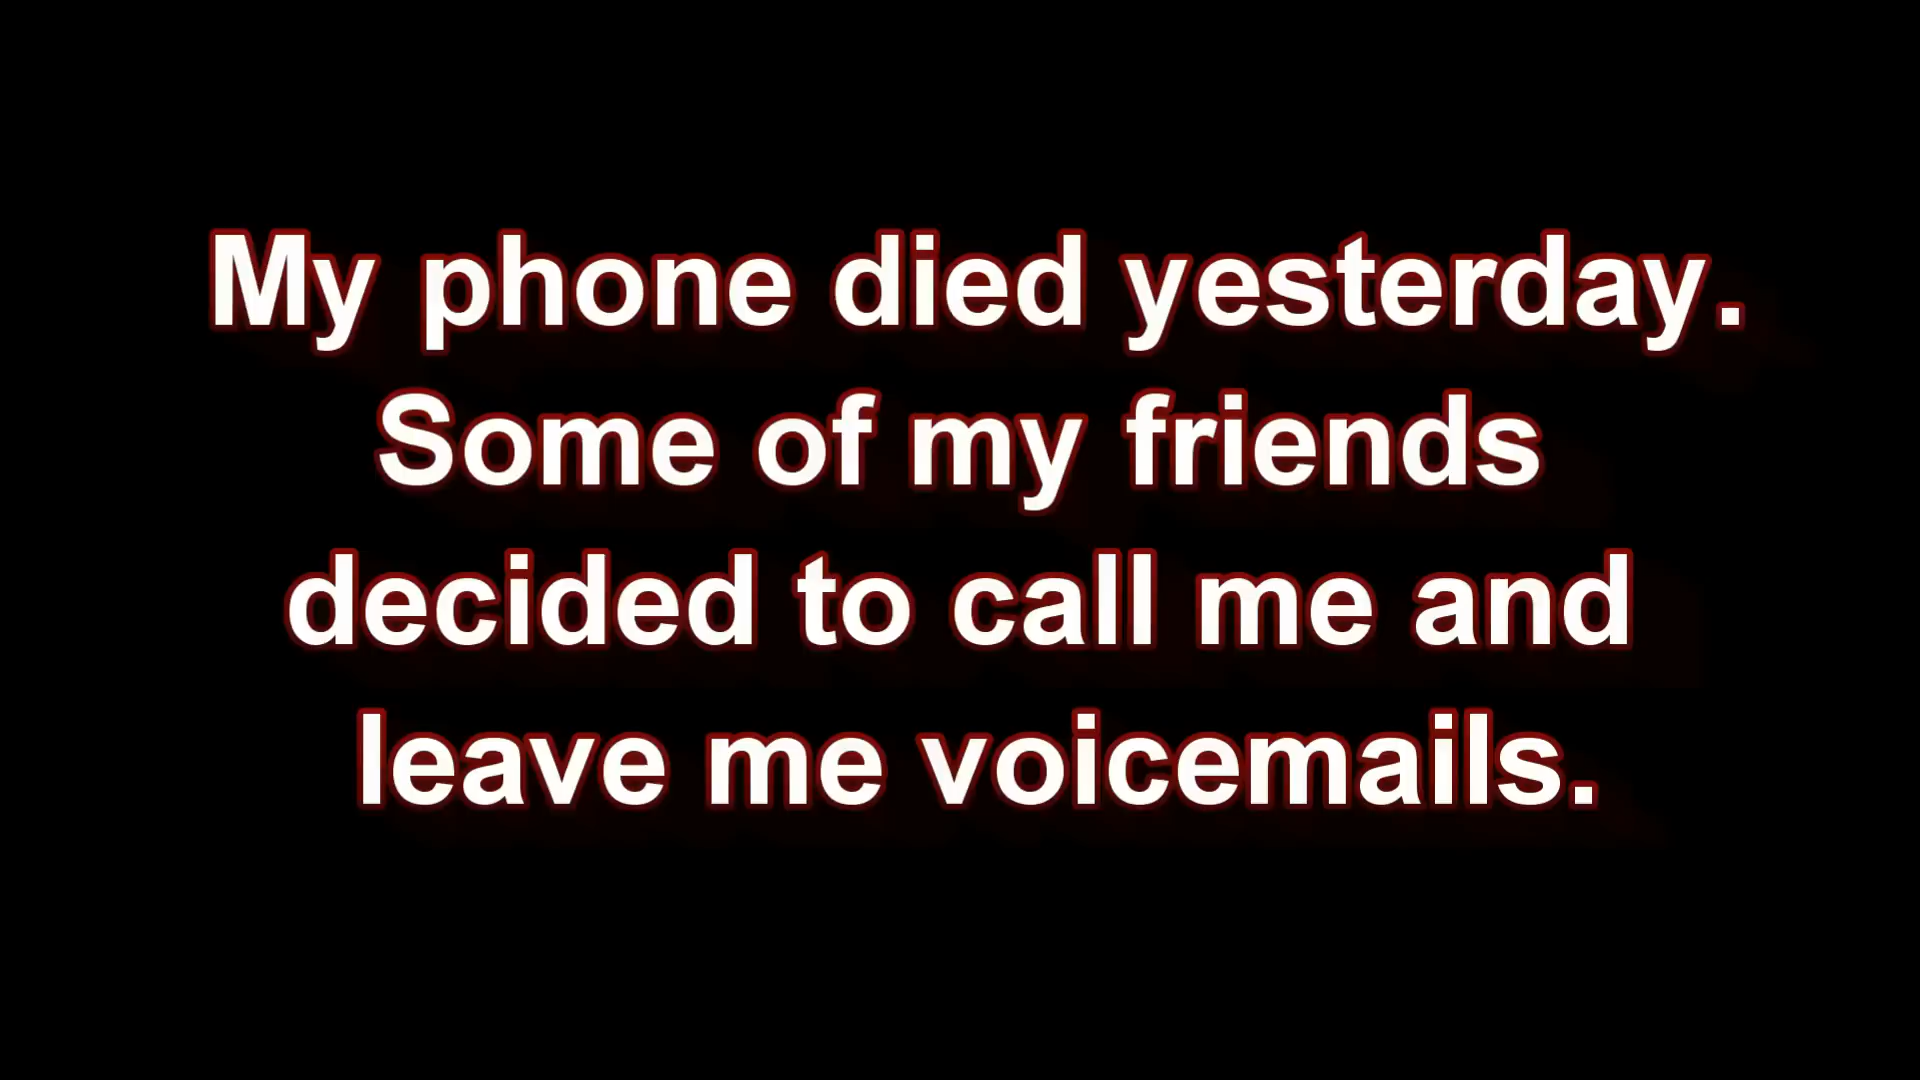 My phone died yesterday.
Some of my friends
decided to call me and
leave me voicemails.